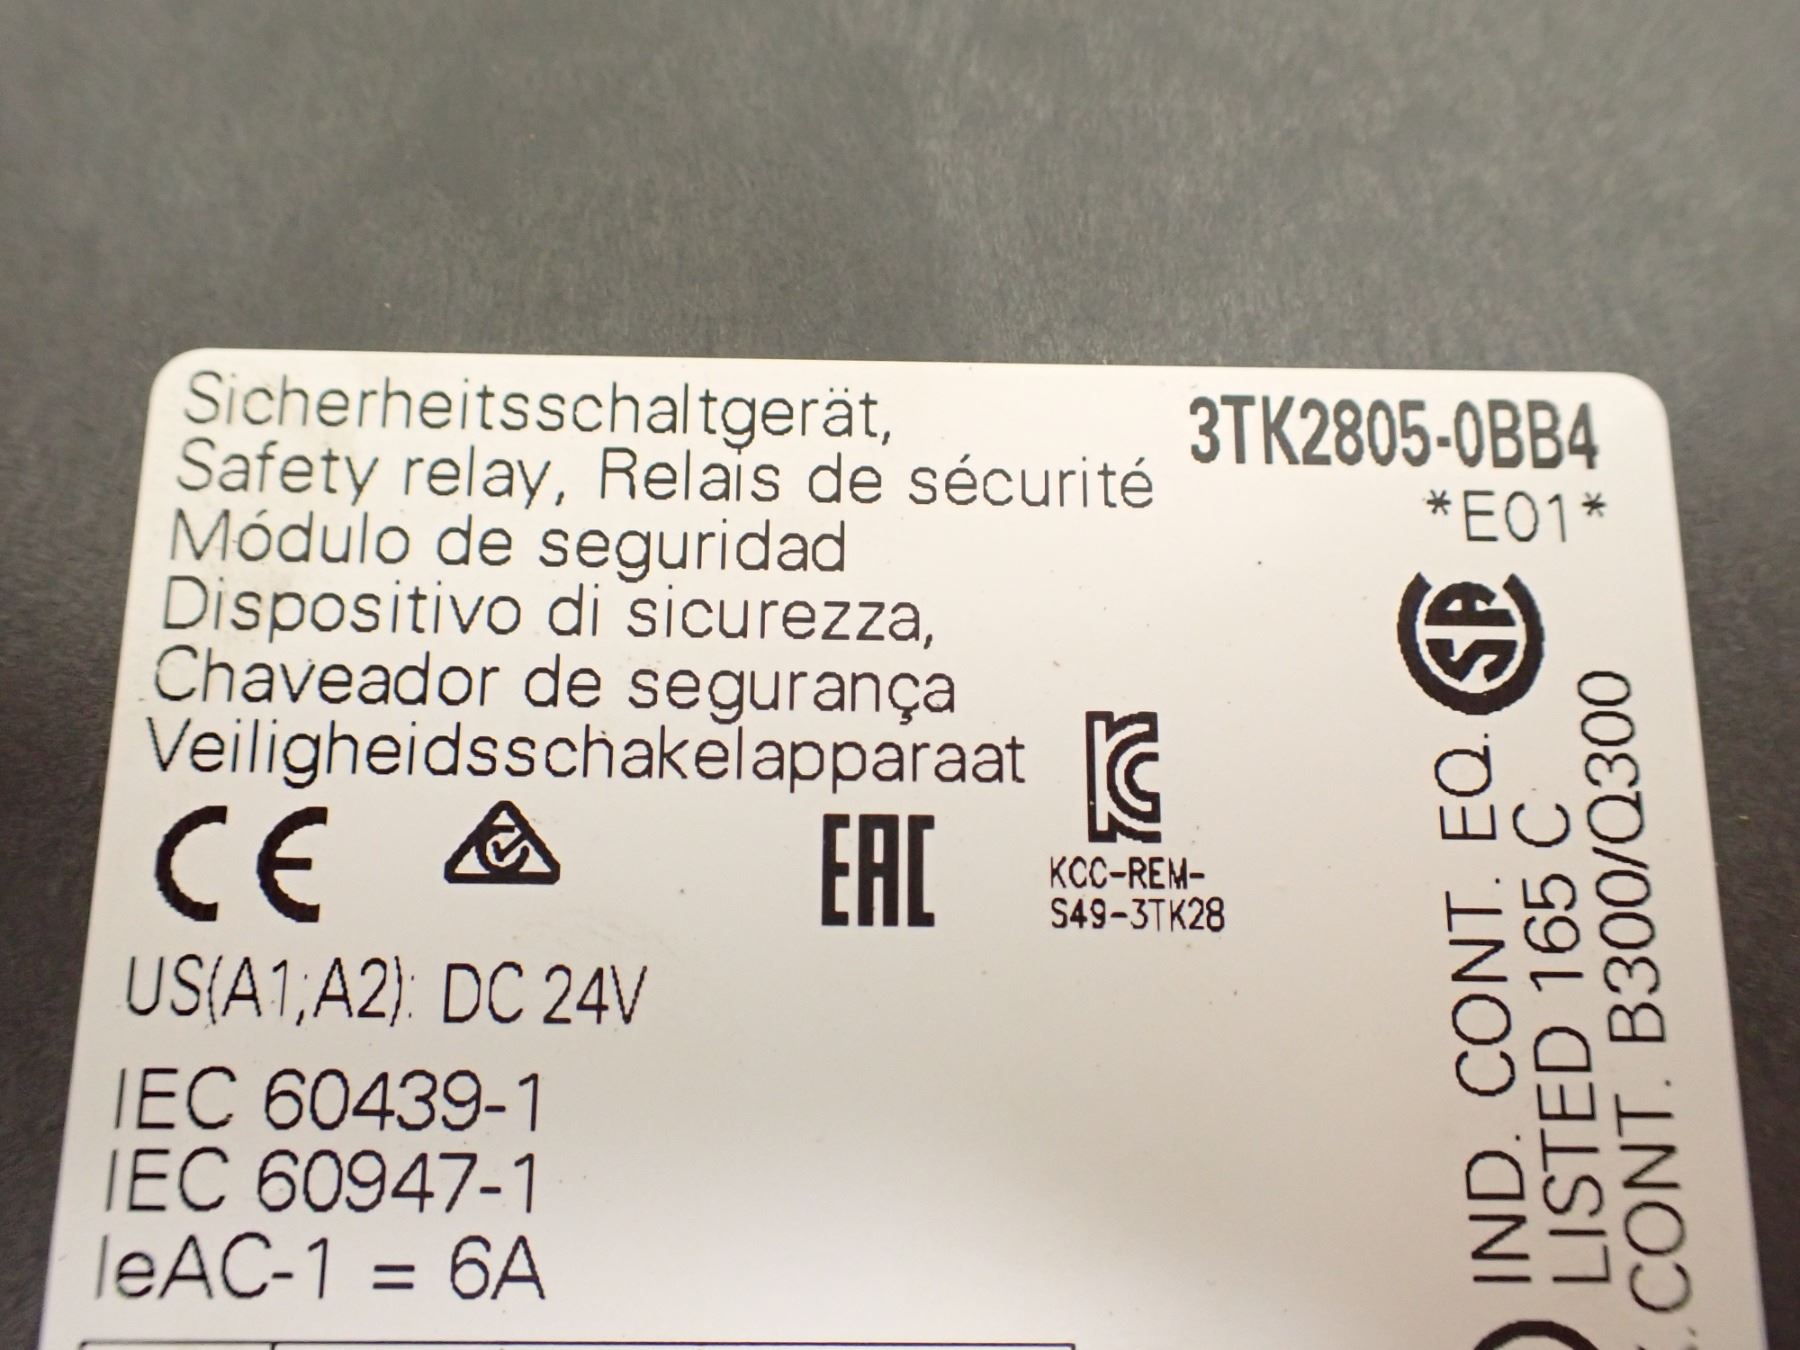 Sicherheitsschaltgerät,
Safety relay, Relais de sécurité
Módulo de seguridad
Dispositivo di sicurezza,
Chaveador de segurança
Veiligheidsschakelapparaat
3TK2805-0BB4
*E01*
CE
EAC
KCC-REM-
S49-3TK28
US(A1;A2): DC 24V
IEC 60439-1
IEC 60947-1
IeAC-1 = 6A
SA
IND. CONT. EQ.
LISTED 165 C
CONT. B300/Q300